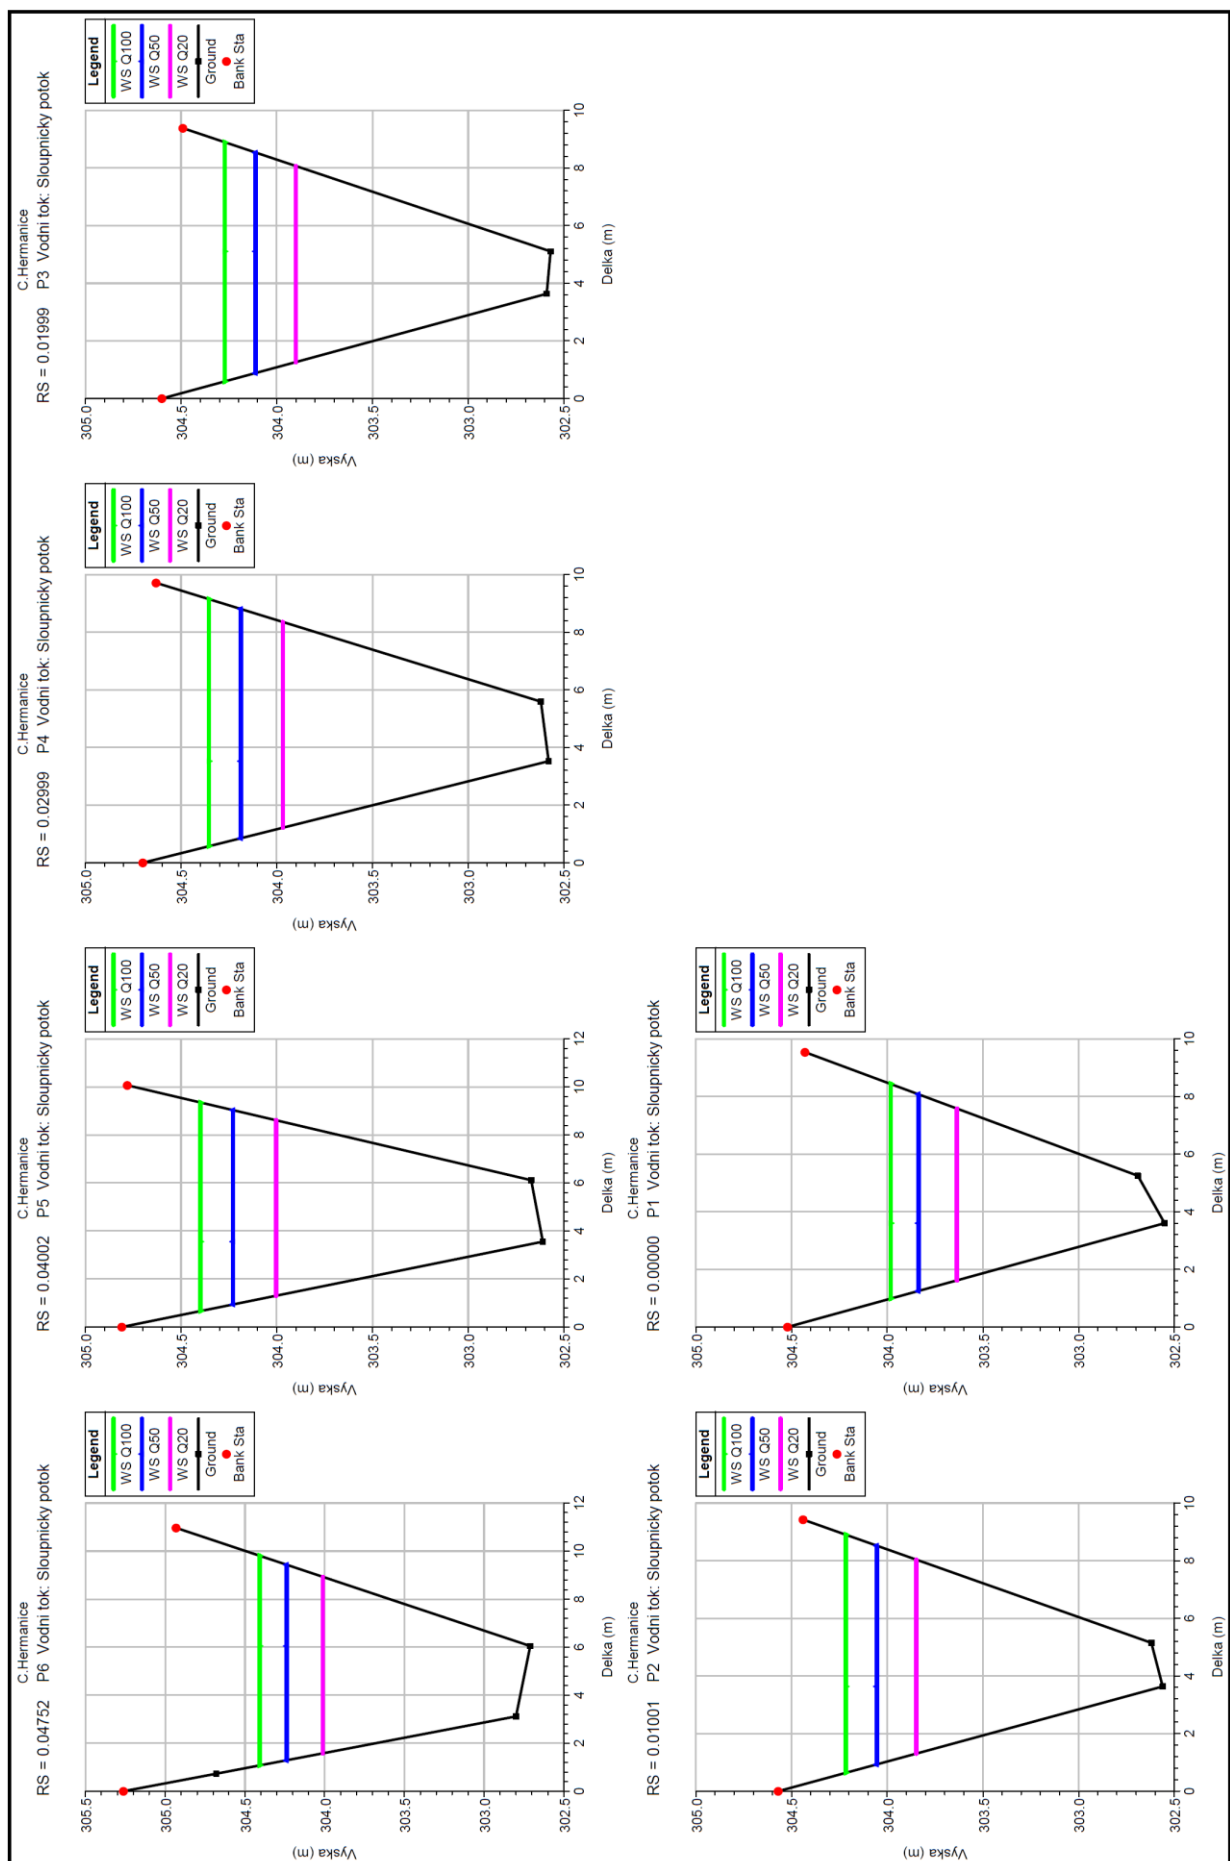 C.Hermanice
RS = 0.04752 P6 Vodni tok: Sloupnicky potok
Legend
WS Q100
WS Q50
WS Q20
Ground
Bank Sta
Vyska (m)
305.5
305.0
304.5
304.0
303.5
303.0
302.5
0 2 4 6 8 10 12
Delka (m)
C.Hermanice
RS = 0.04002 P5 Vodni tok: Sloupnicky potok
Legend
WS Q100
WS Q50
WS Q20
Ground
Bank Sta
Vyska (m)
305.0
304.5
304.0
303.5
303.0
302.5
0 2 4 6 8 10 12
Delka (m)
C.Hermanice
RS = 0.02999 P4 Vodni tok: Sloupnicky potok
Legend
WS Q100
WS Q50
WS Q20
Ground
Bank Sta
Vyska (m)
305.0
304.5
304.0
303.5
303.0
302.5
0 2 4 6 8 10
Delka (m)
C.Hermanice
RS = 0.01999 P3 Vodni tok: Sloupnicky potok
Legend
WS Q100
WS Q50
WS Q20
Ground
Bank Sta
Vyska (m)
305.0
304.5
304.0
303.5
303.0
302.5
0 2 4 6 8 10
Delka (m)
C.Hermanice
RS = 0.01001 P2 Vodni tok: Sloupnicky potok
Legend
WS Q100
WS Q50
WS Q20
Ground
Bank Sta
Vyska (m)
305.0
304.5
304.0
303.5
303.0
302.5
0 2 4 6 8 10
Delka (m)
C.Hermanice
RS = 0.00000 P1 Vodni tok: Sloupnicky potok
Legend
WS Q100
WS Q50
WS Q20
Ground
Bank Sta
Vyska (m)
305.0
304.5
304.0
303.5
303.0
302.5
0 2 4 6 8 10
Delka (m)